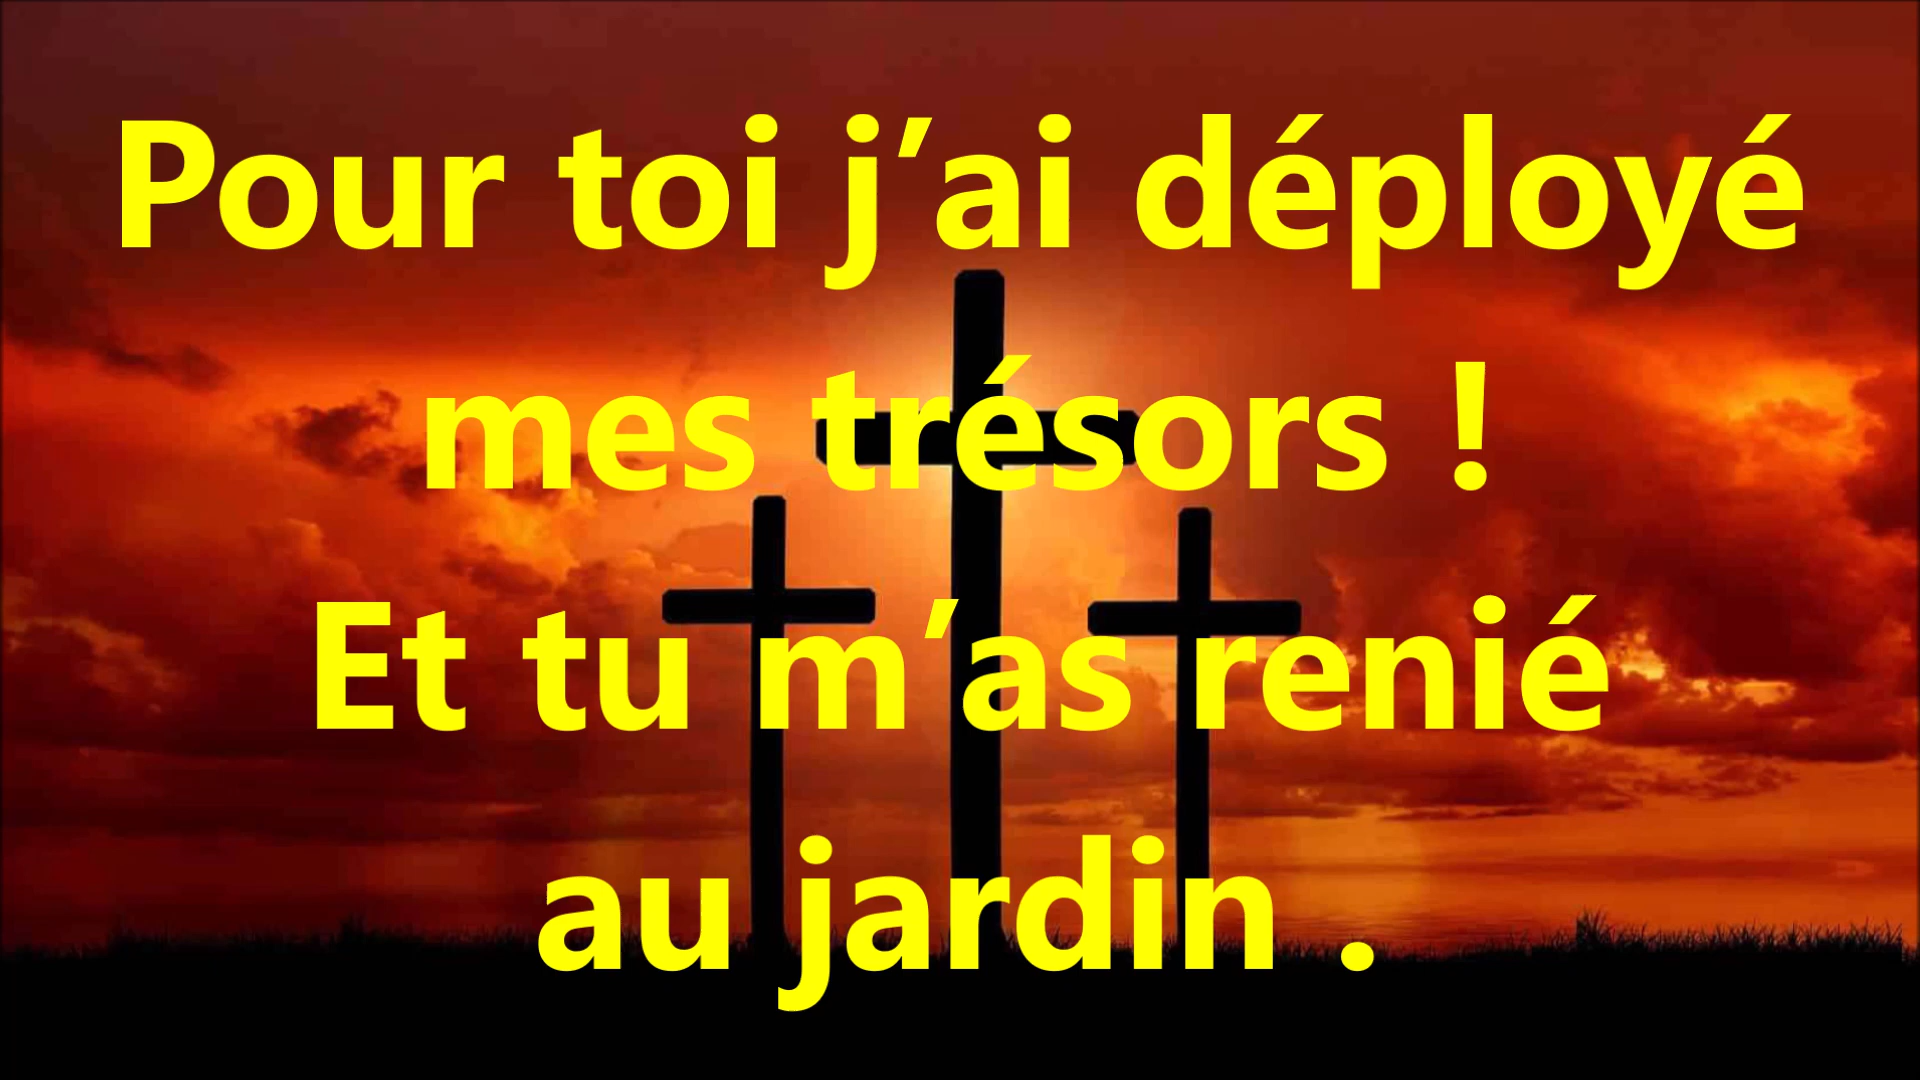 Pour toi j’ai déployé
mes trésors !
Et tu m’as renié
au jardin .